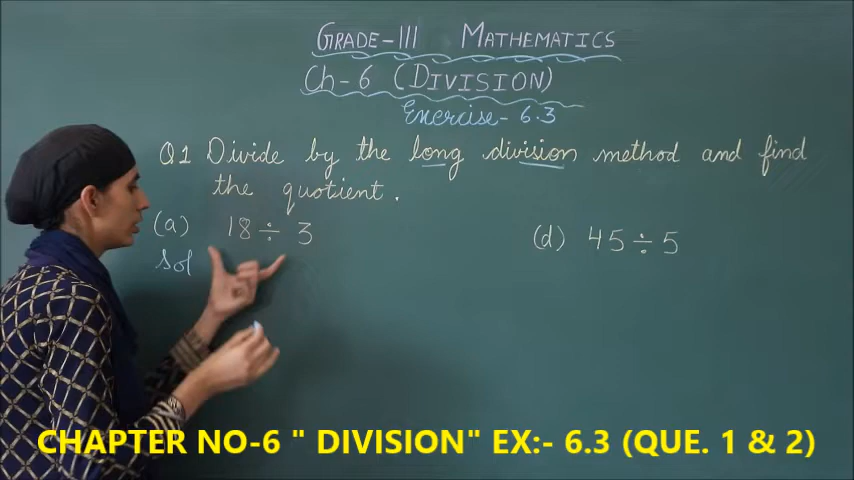 GRADE-III MATHEMATICS
Ch-6 (DIVISION)
Exercise-6.3
Q1 Divide by the long division method and find
the quotient.
(a) 18 ÷ 3
(d) 45 ÷ 5
Sol
CHAPTER NO-6 " DIVISION" EX:- 6.3 (QUE. 1 & 2)